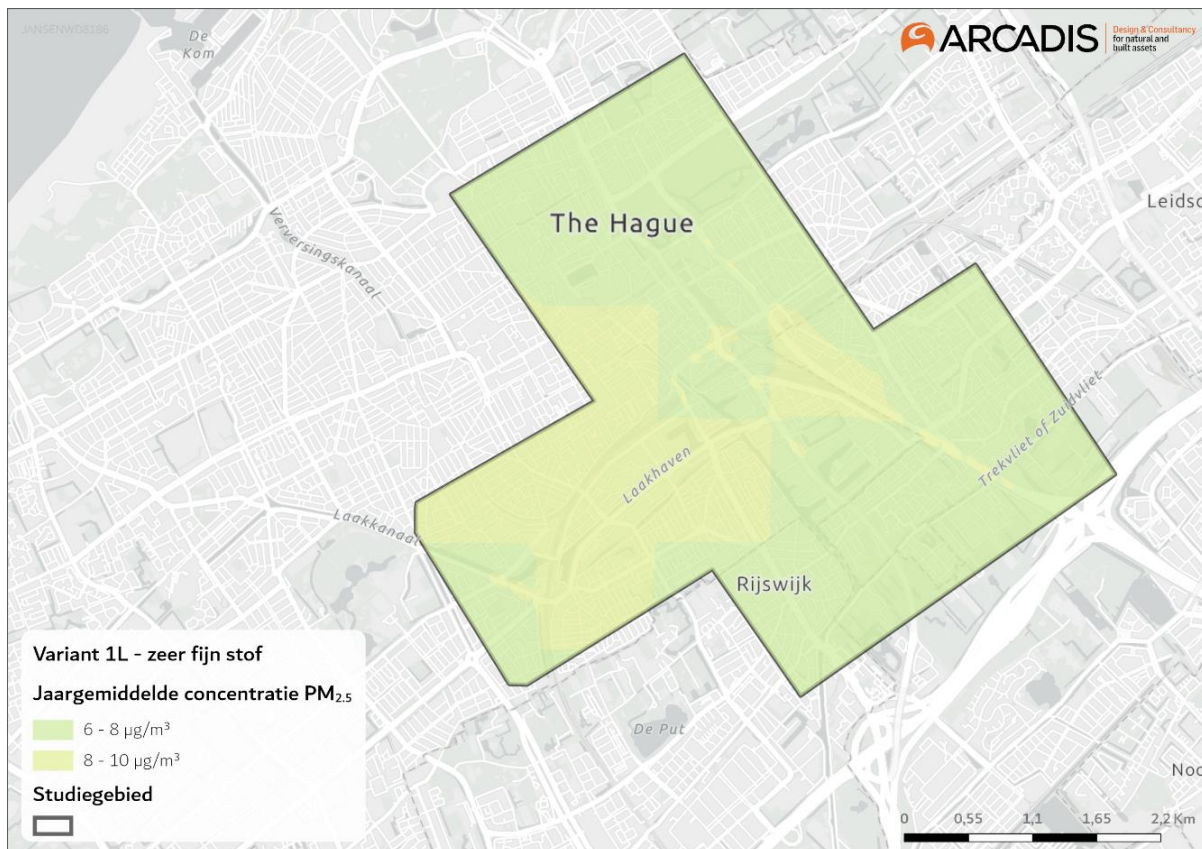 JANSENWD8186
De
Kom
ARCADIS
Design & Consultancy
for natural and
built assets
Leidsc
The Hague
Verversingskanaal
Trekvliet of Zuidvliet
Laakhaven
Laakkanaal
Rijswijk
De Put
Noo
Variant 1L - zeer fijn stof
Jaargemiddelde concentratie PM2.5
6 - 8 µg/m³
8 - 10 µg/m³
Studiegebied
0 0,55 1,1 1,65 2,2 Km